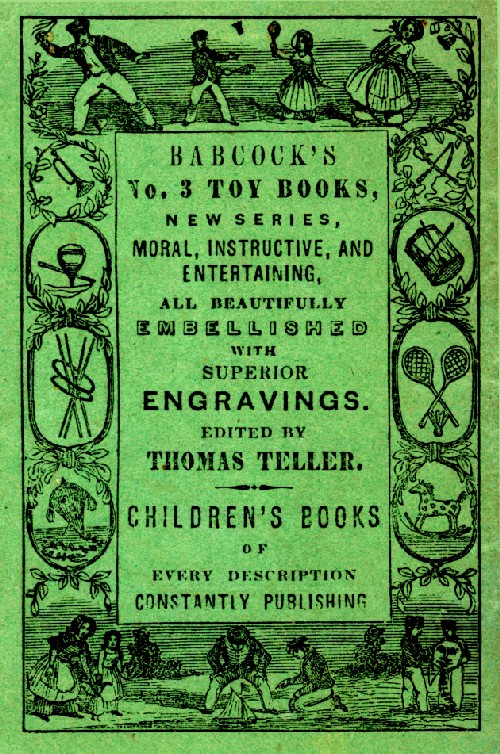 BABCOCK'S
No. 3 TOY BOOKS,
NEW SERIES,
MORAL, INSTRUCTIVE, AND
ENTERTAINING,
ALL BEAUTIFULLY
EMBELLISHED
WITH
SUPERIOR
ENGRAVINGS.
EDITED BY
THOMAS TELLER.
CHILDREN'S BOOKS
OF
EVERY DESCRIPTION
CONSTANTLY PUBLISHING